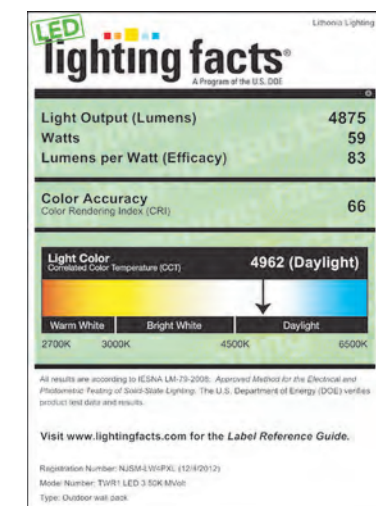 LED
Lithonia Lighting
lighting facts®
A Program of the U.S. DOE
Light Output (Lumens) 4875
Watts 59
Lumens per Watt (Efficacy) 83
Color Accuracy
Color Rendering Index (CRI) 66
Light Color
Correlated Color Temperature (CCT) 4962 (Daylight)
Warm White Bright White Daylight
2700K 3000K 4500K 6500K
All results are according to IESNA LM-79-2008: Approved Method for the Electrical and
Photometric Testing of Solid-State Lighting. The U.S. Department of Energy (DOE) verifies
product test data and results.
Visit www.lightingfacts.com for the Label Reference Guide.
Registration Number: (12/4/2012)
Model Number: TWR1 LED 3 50K MVolt
Type: Outdoor wall pack